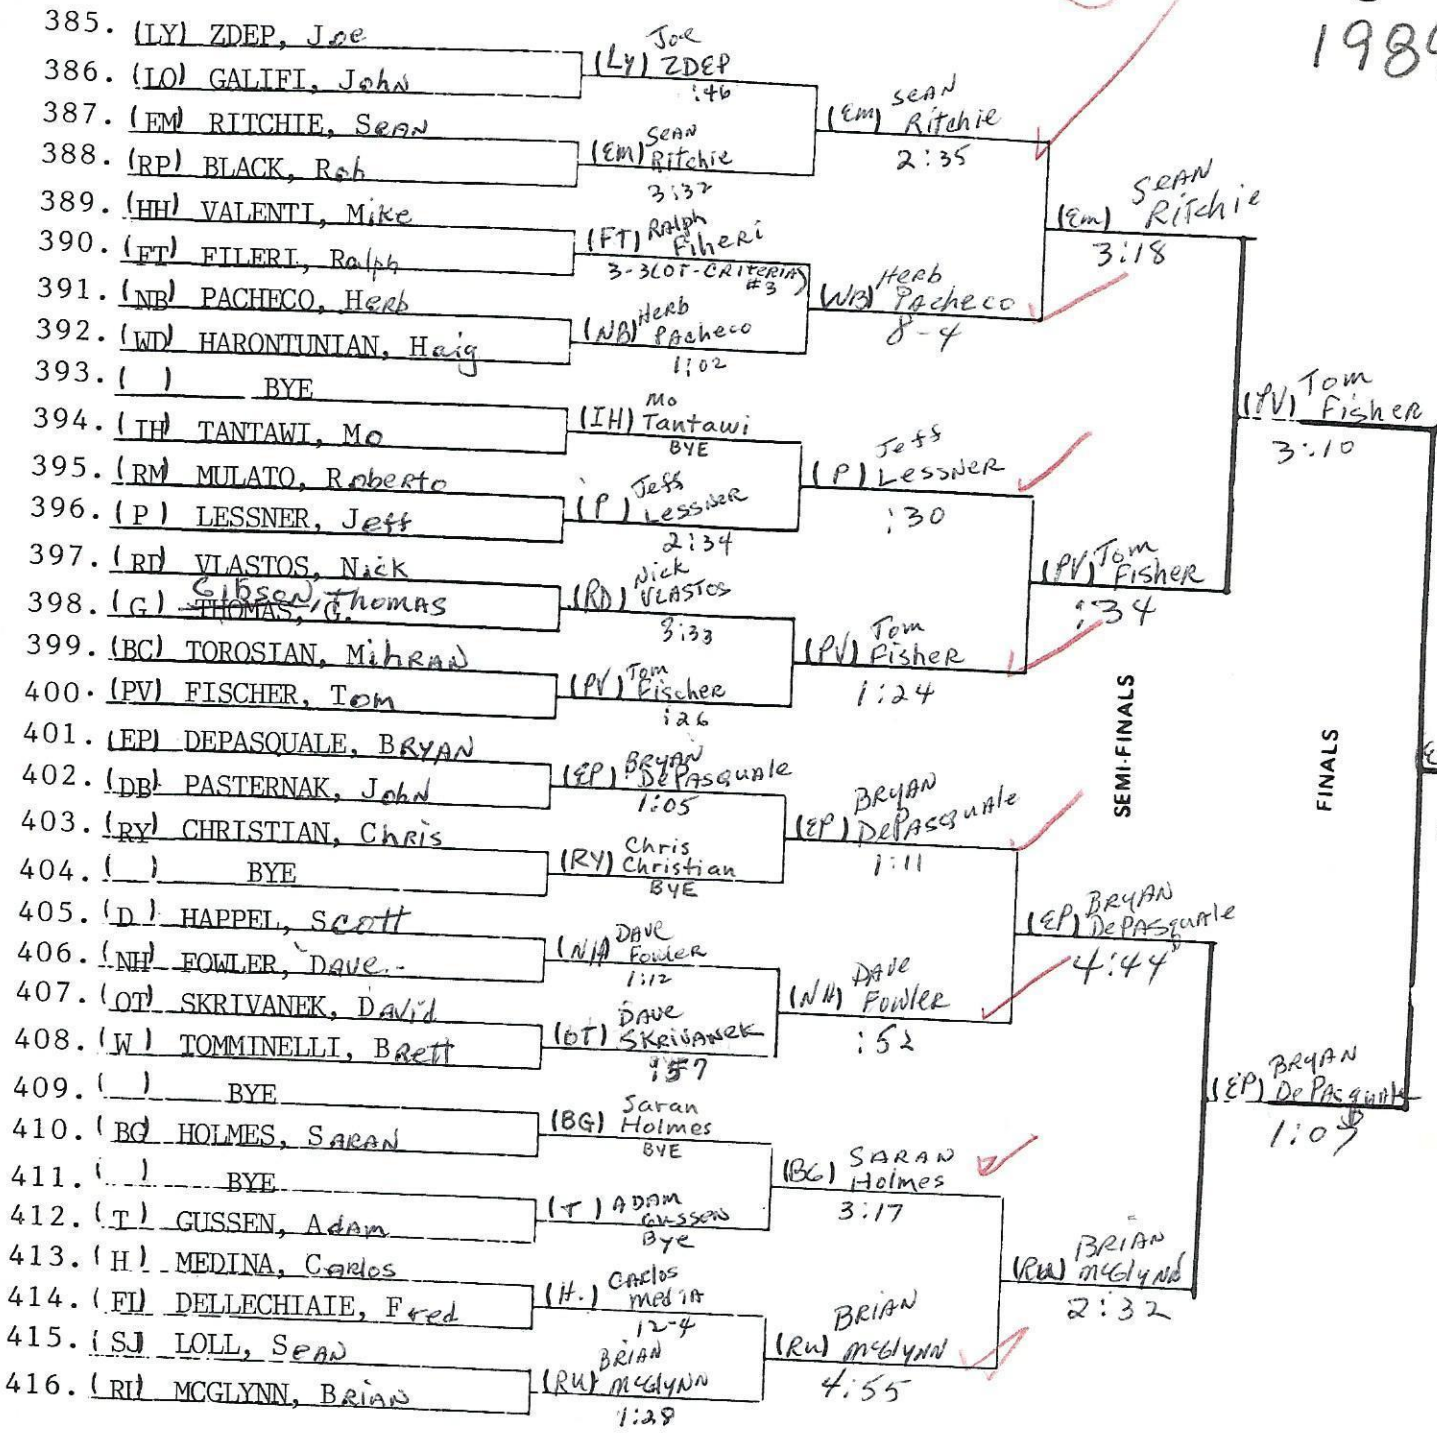 1984
385. (LY) ZDEP, Joe
386. (LO) GALIFI, John
387. (EM) RITCHIE, SEAN
388. (RP) BLACK, Rob
389. (HH) VALENTI, Mike
390. (FT) FILERI, Ralph
391. (NB) PACHECO, Herb
392. (WD) HARONTUNIAN, Haig
393. ( ) BYE
394. (IH) TANTAWI, Mo
395. (RM) MULATO, Roberto
396. (P ) LESSNER, Jeff
397. (RD) VLASTOS, Nick
398. (G ) THOMAS, G. Gibson, Thomas
399. (BC) TOROSIAN, MihRAN
400. (PV) FISCHER, Tom
401. (EP) DEPASQUALE, BRYAN
402. (DB) PASTERNAK, John
403. (RY) CHRISTIAN, Chris
404. ( ) BYE
405. (D ) HAPPEL, Scott
406. (NH) FOWLER, DAVE
407. (OT) SKRIVANEK, David
408. (W ) TOMMINELLI, BRett
409. ( ) BYE
410. (BG) HOLMES, SARAN
411. ( ) BYE
412. (T ) GUSSEN, Adam
413. (H ) MEDINA, Carlos
414. (FL) DELLECHIAIE, Fred
415. (SJ) LOLL, SEAN
416. (RU) MCGLYNN, BRIAN
(LY) Joe ZDEP
:46
(EM) SEAN Ritchie
3:32
(FT) Ralph Fiheri
3-3 (OT-CRITERIA #3)
(NB) Herb PAcheco
1:02
(IH) Mo Tantawi
BYE
(P ) Jeff LESSNER
2:34
(RD) Nick VLASTOS
3:33
(PV) Tom Fischer
:26
(EP) BRYAN DePASQUAle
1:05
(RY) Chris Christian
BYE
(NH) DAVE Fowler
1:12
(OT) DAVE SKRIVANEK
:57
(BG) Saran Holmes
BYE
(T ) ADAM GUSSEN
Bye
(H.) CARlos MEDIA
12-4
(RU) BRIAN McGlyNN
1:28
(EM) SEAN Ritchie
2:35
(NB) Herb PAcheco
8-4
(P ) Jeff LESSNER
:30
(PV) Tom Fisher
1:24
(EP) BRYAN DePASQUAle
1:11
(NH) DAVE Fowler
:52
(BG) SARAN Holmes
3:17
(RU) BRIAN McGlyNN
4:55
(EM) SEAN Ritchie
3:18
(PV) Tom Fisher
:34
(EP) BRYAN DePASQUAle
4:44
(RU) BRIAN McGlyNN
2:32
SEMI-FINALS
(PV) Tom Fisher
3:10
(EP) BRYAN DePASQUAle
FINALS